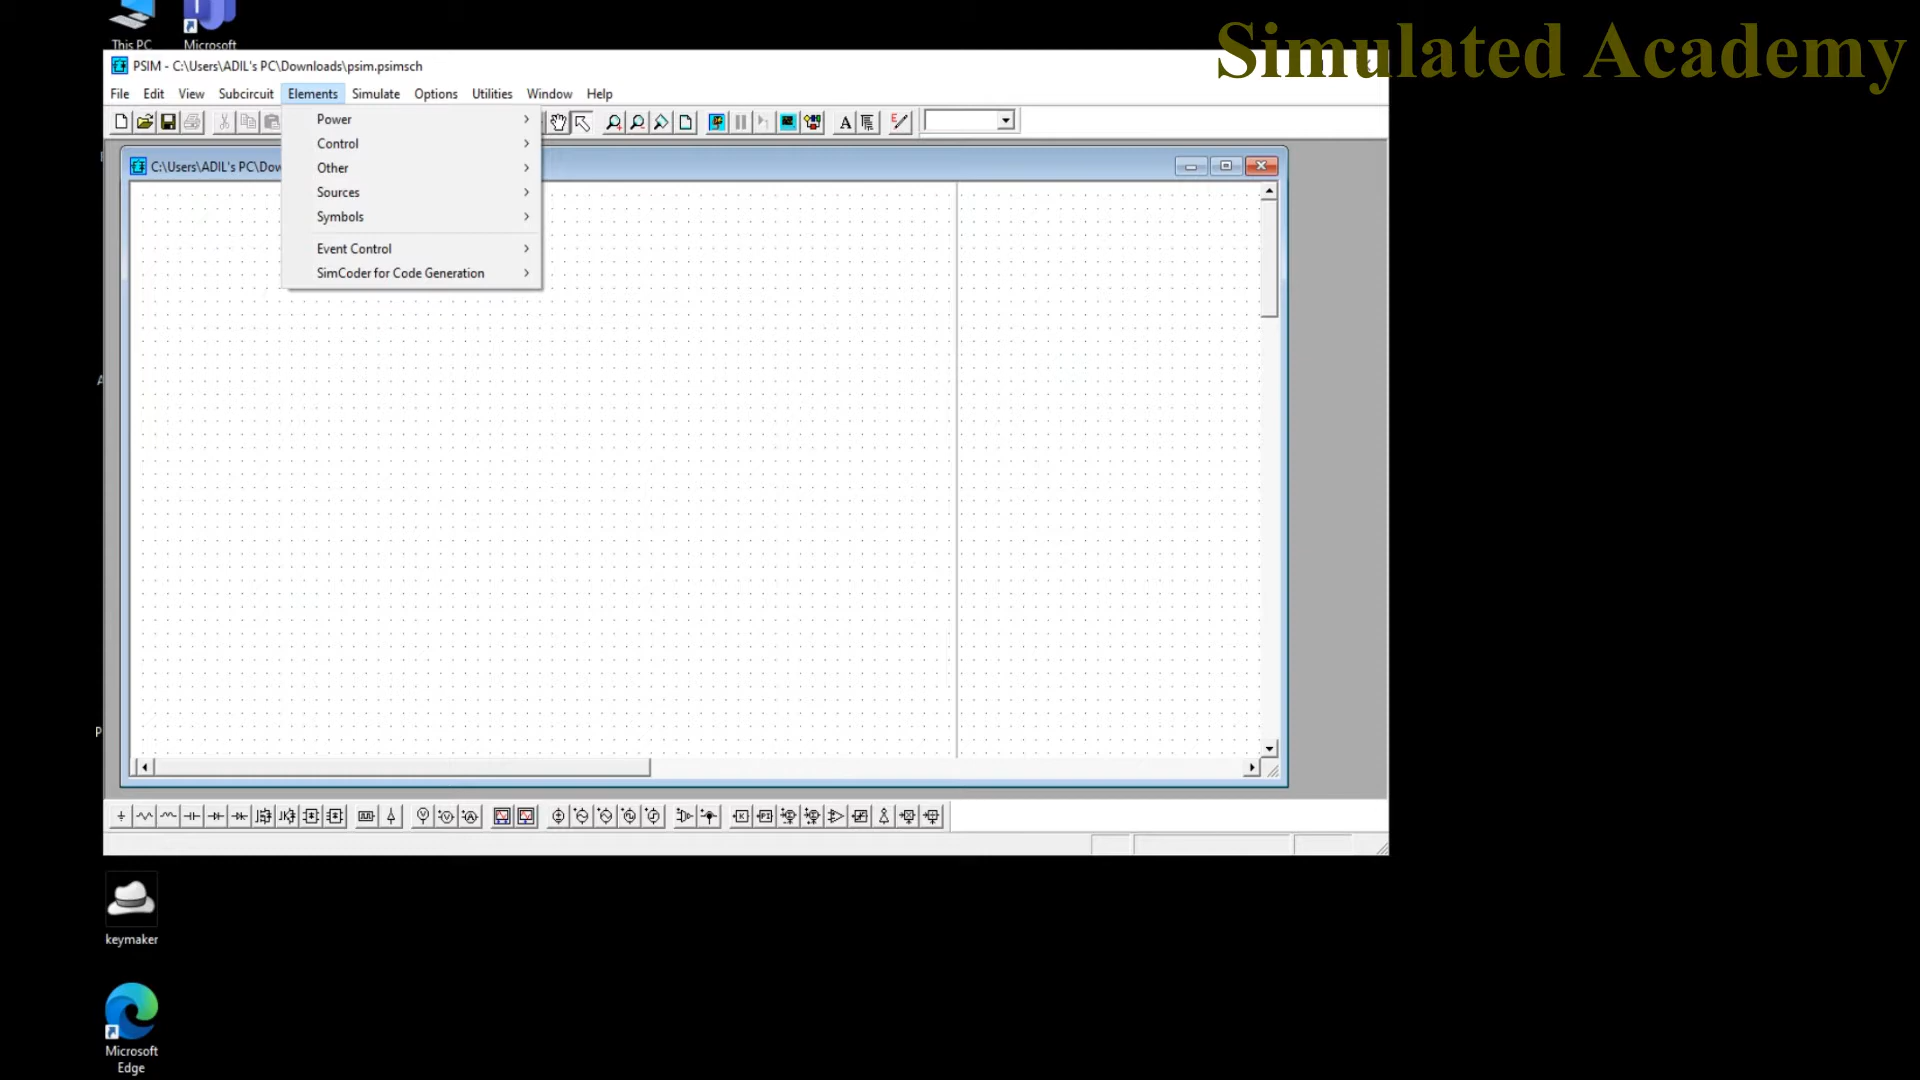 This PC
Microsoft
Simulated Academy
PSIM - C:\Users\ADIL's PC\Downloads\psim.psimsch
File Edit View Subcircuit Elements Simulate Options Utilities Window Help
Power
Control
Other
Sources
Symbols
Event Control
SimCoder for Code Generation
C:\Users\ADIL's PC\Dow
keymaker
Microsoft
Edge